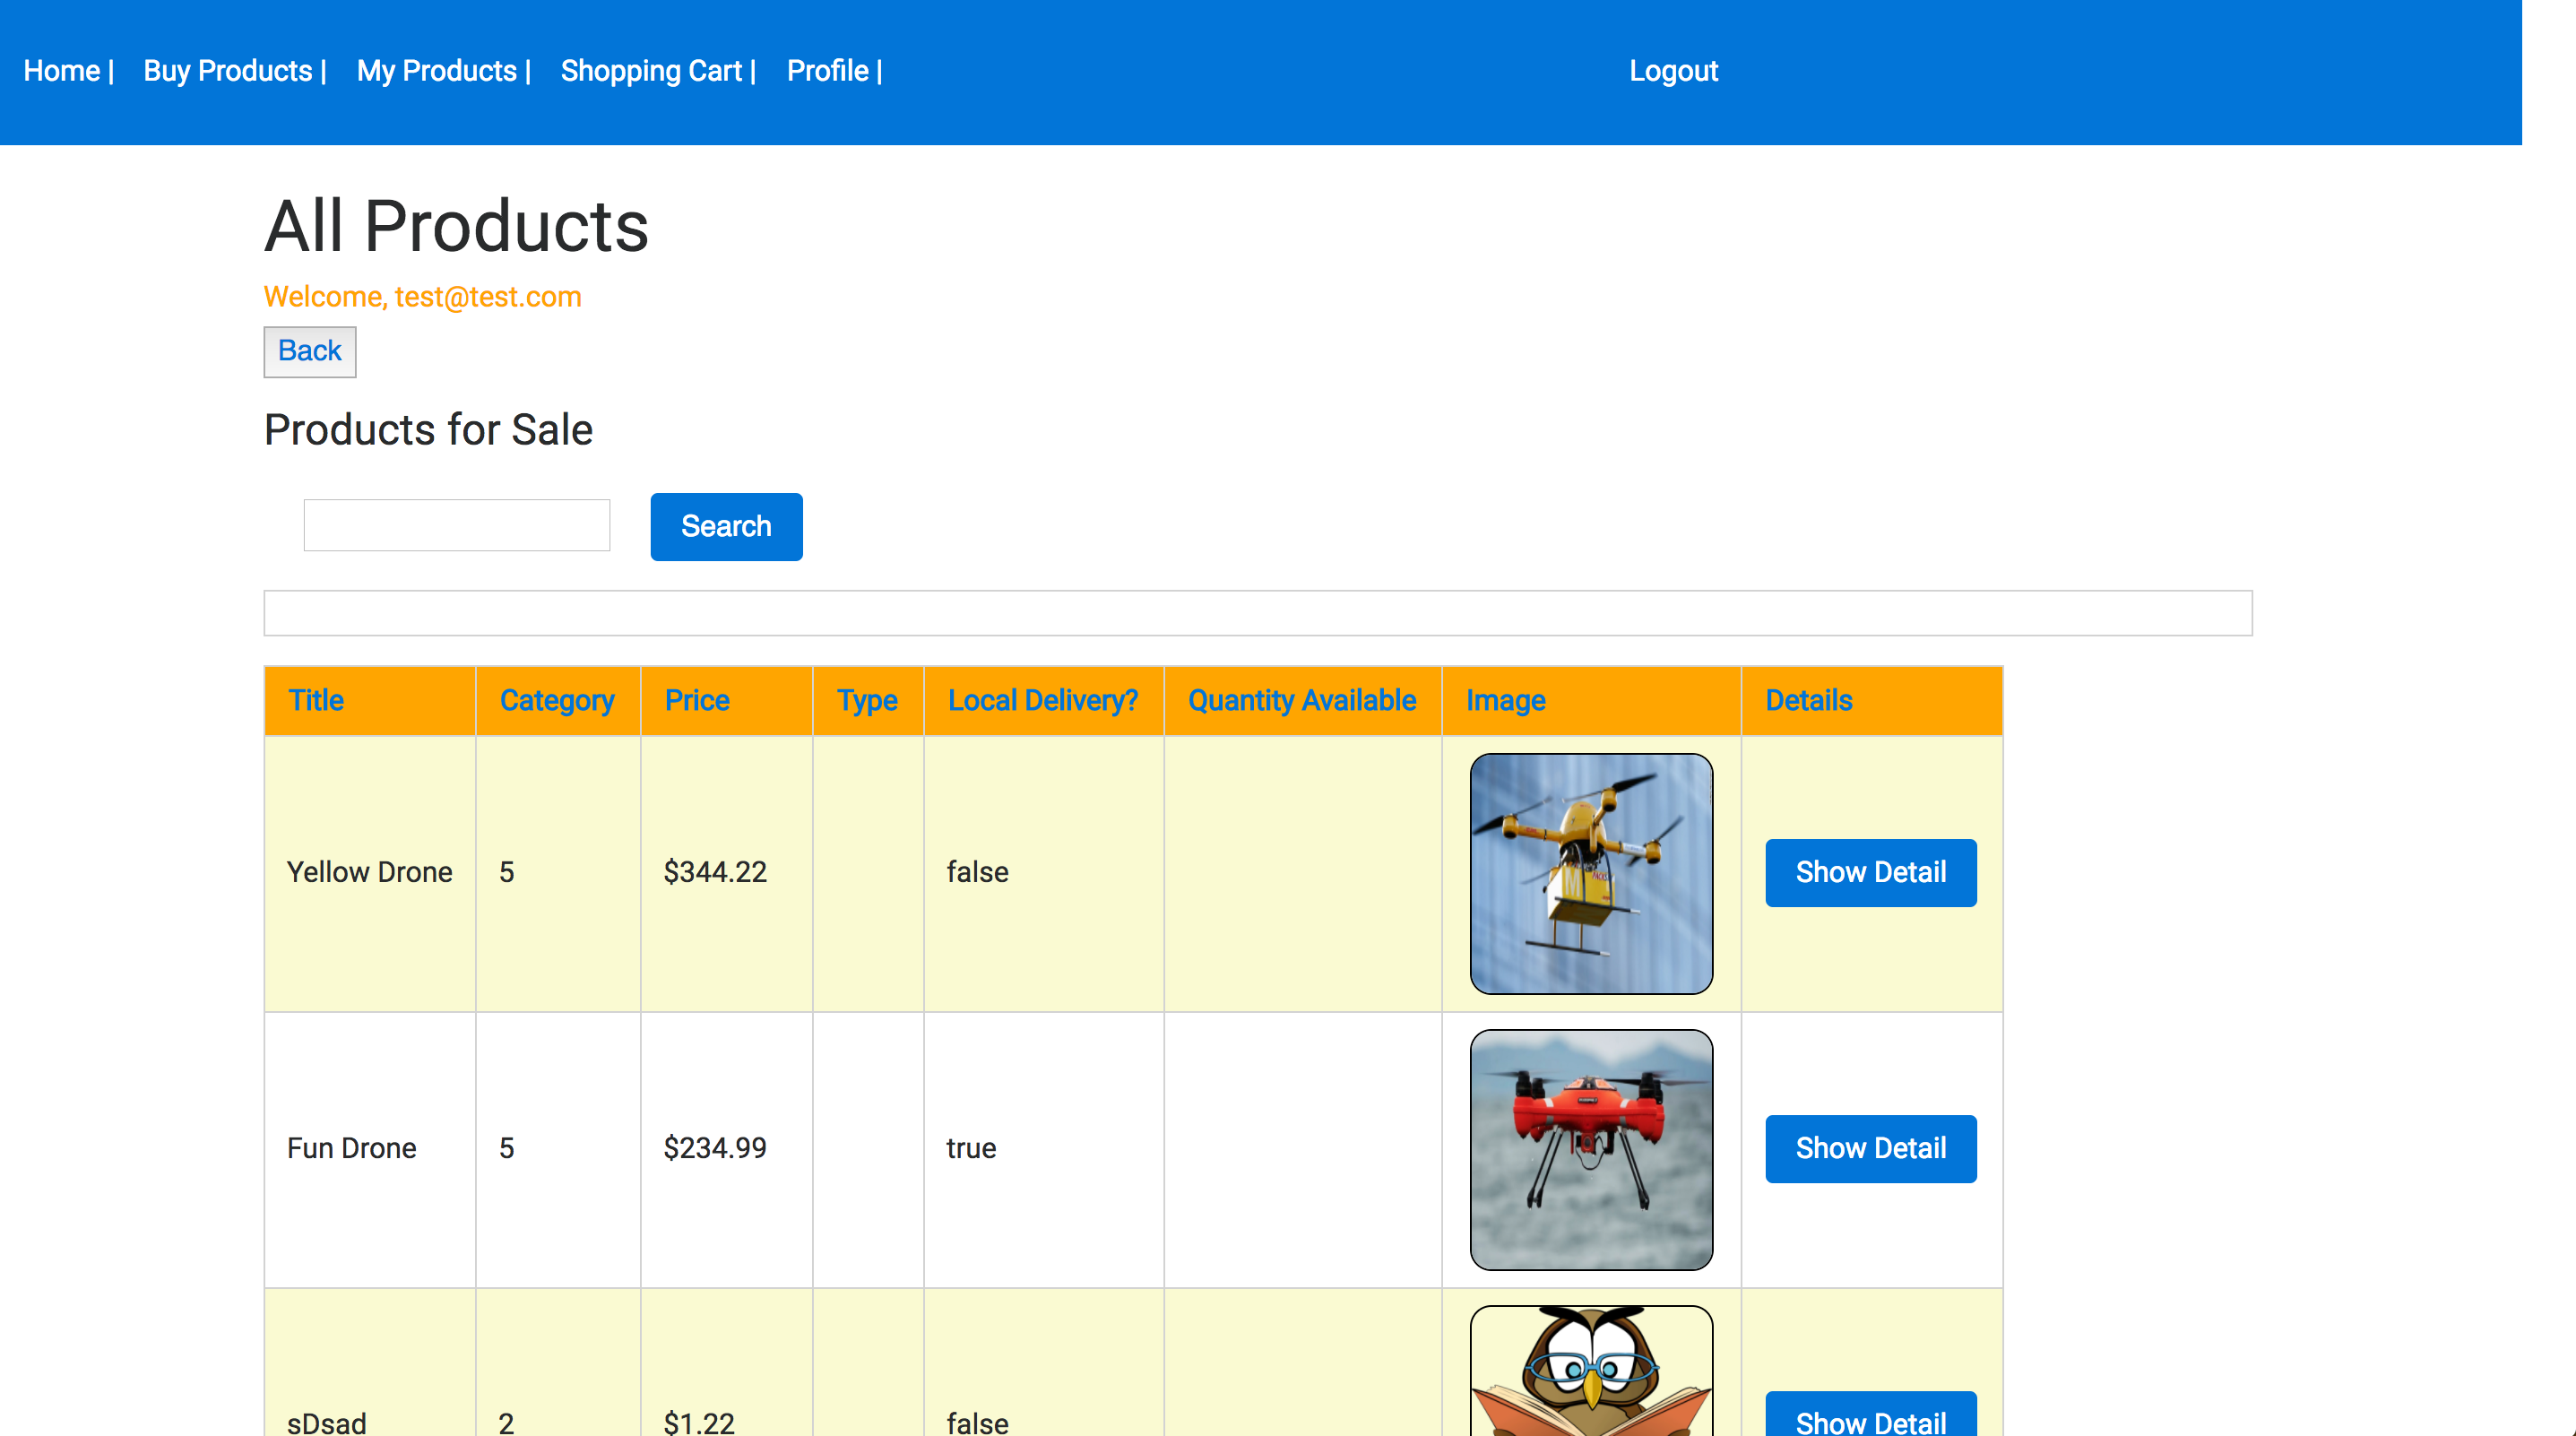 Home | Buy Products | My Products | Shopping Cart | Profile | Logout
All Products
Welcome, test@test.com
Back
Products for Sale
Search
Title Category Price Type Local Delivery? Quantity Available Image Details
Yellow Drone 5 $344.22 false Show Detail
Fun Drone 5 $234.99 true Show Detail
sDsad 2 $1.22 false Show Detail